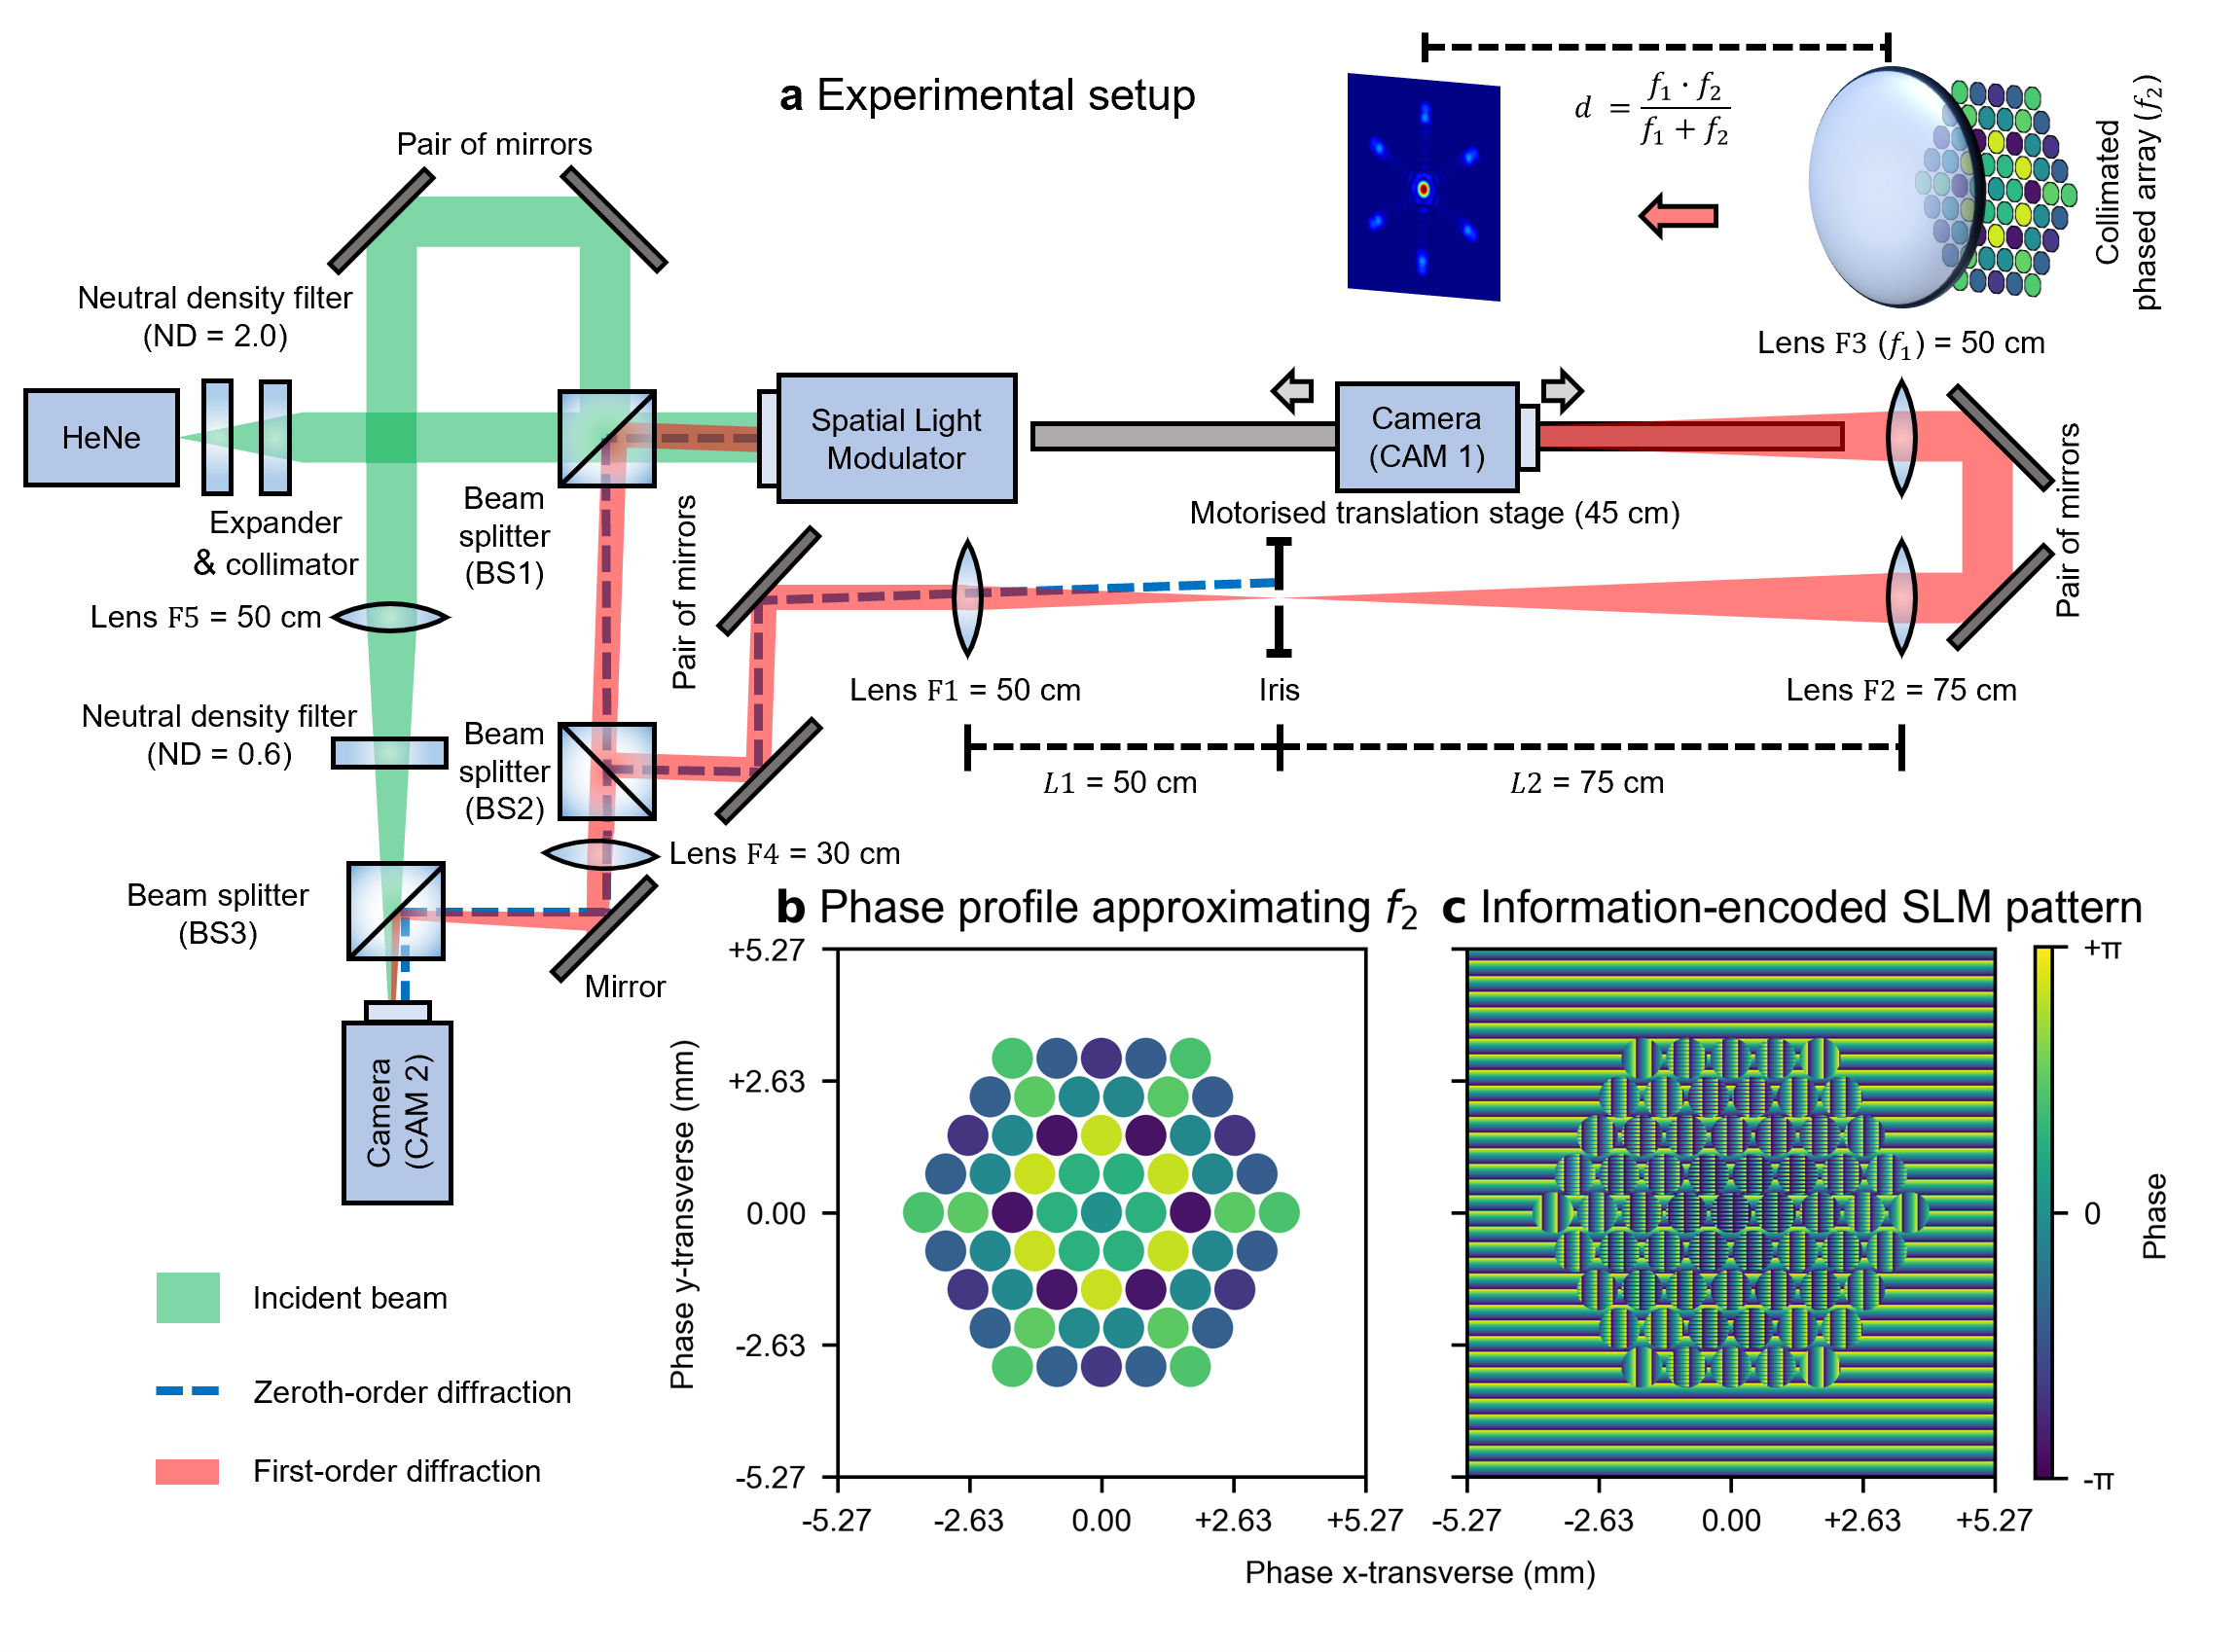 a Experimental setup
d = f₁ · f₂ / f₁ + f₂
Collimated
phased array (f₂)
Pair of mirrors
Neutral density filter
(ND = 2.0)
Lens F3 (f₁) = 50 cm
HeNe
Spatial Light
Modulator
Camera
(CAM 1)
Expander
& collimator
Beam
splitter
(BS1)
Pair of mirrors
Motorised translation stage (45 cm)
Pair of mirrors
Lens F5 = 50 cm
Lens F1 = 50 cm
Iris
Lens F2 = 75 cm
Neutral density filter
(ND = 0.6)
Beam
splitter
(BS2)
L1 = 50 cm
L2 = 75 cm
Lens F4 = 30 cm
Beam splitter
(BS3)
Mirror
Camera
(CAM 2)
Incident beam
Zeroth-order diffraction
First-order diffraction
b Phase profile approximating f₂
+5.27
+2.63
0.00
-2.63
-5.27
Phase y-transverse (mm)
-5.27
-2.63
0.00
+2.63
+5.27
c Information-encoded SLM pattern
-5.27
-2.63
0.00
+2.63
+5.27
Phase x-transverse (mm)
+π
0
-π
Phase